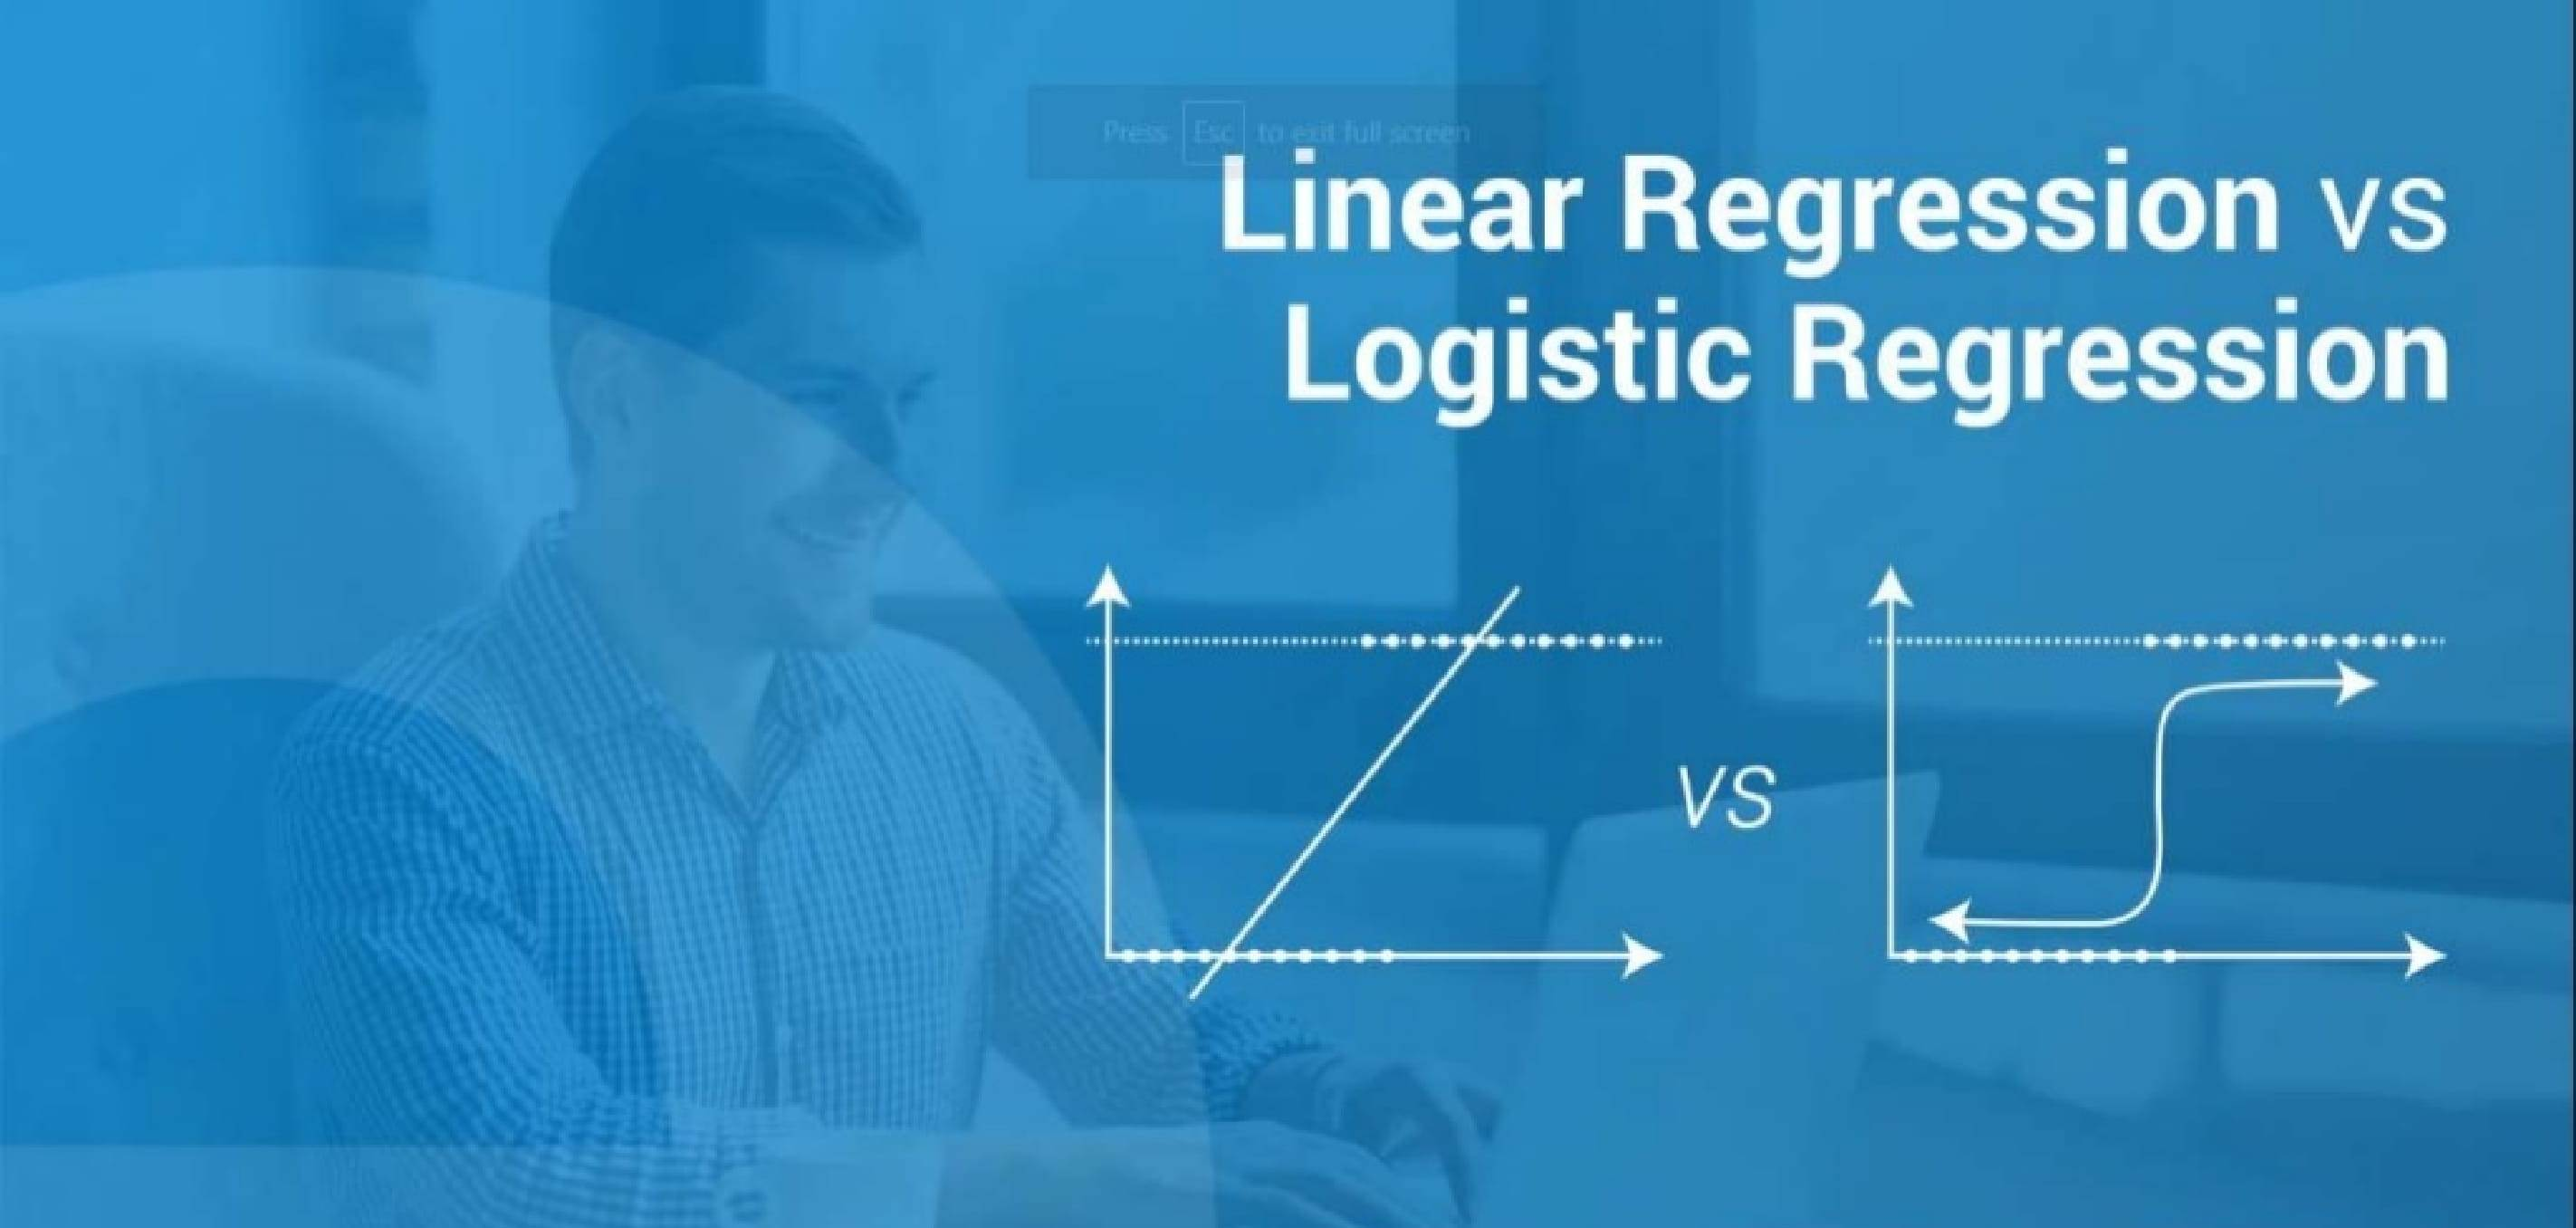 Press Esc to exit full screen
Linear Regression vs
Logistic Regression
vs